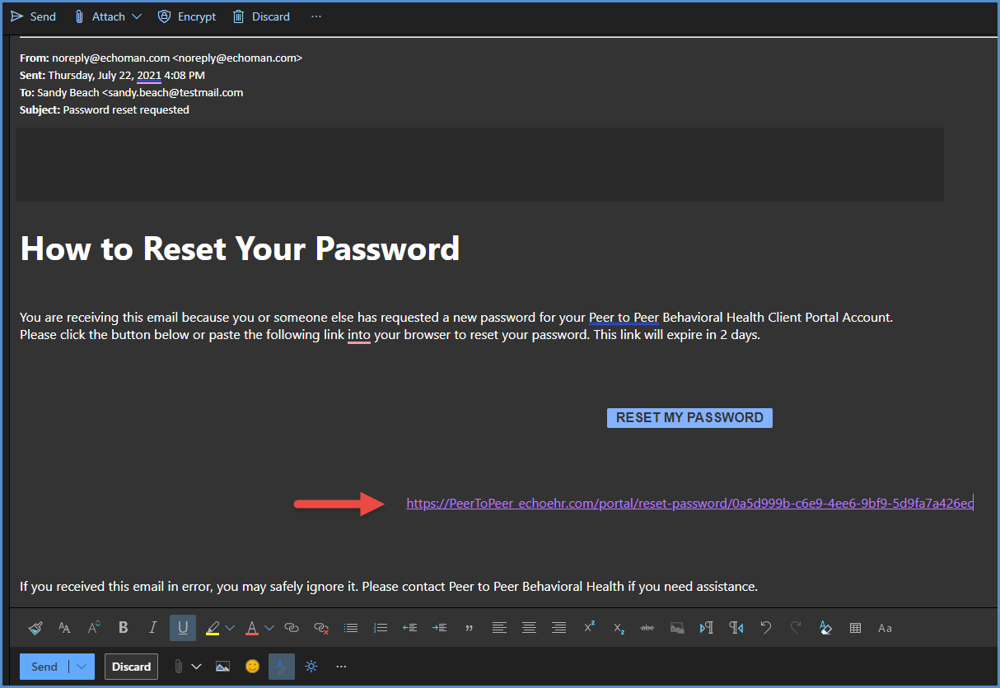 Send Attach Encrypt Discard ...
From: noreply@echoman.com <noreply@echoman.com>
Sent: Thursday, July 22, 2021 4:08 PM
To: Sandy Beach <sandy.beach@testmail.com
Subject: Password reset requested
How to Reset Your Password
You are receiving this email because you or someone else has requested a new password for your Peer to Peer Behavioral Health Client Portal Account.
Please click the button below or paste the following link into your browser to reset your password. This link will expire in 2 days.
RESET MY PASSWORD
https://PeerToPeer_echoehr.com/portal/reset-password/0a5d999b-c6e9-4ee6-9bf9-5d9fa7a426ec
If you received this email in error, you may safely ignore it. Please contact Peer to Peer Behavioral Health if you need assistance.
AA A B I U A " x² x₂ abc A Aa
Send Discard A ...